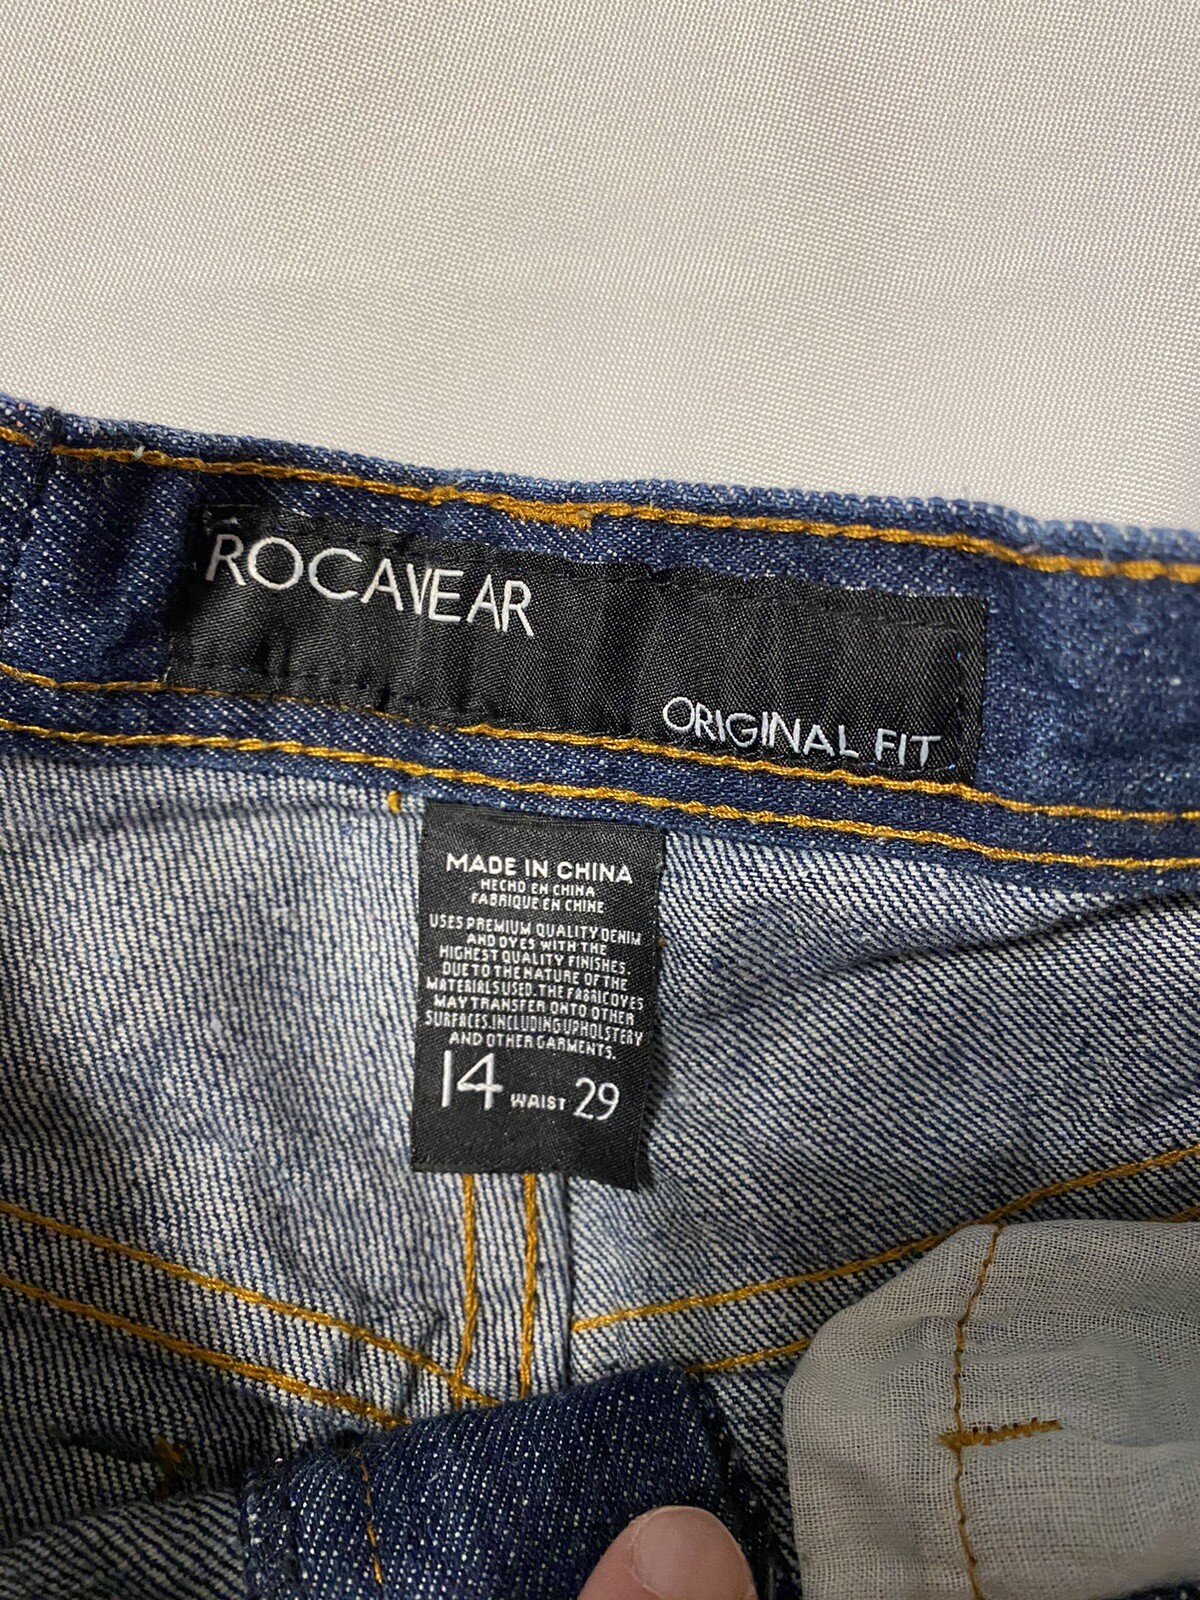 ROCAWEAR
ORIGINAL FIT
MADE IN CHINA
HECHO EN CHINA
FABRIQUE EN CHINE
USES PREMIUM QUALITY DENIM
AND DYES WITH THE
HIGHEST QUALITY FINISHES.
DUE TO THE NATURE OF THE
MATERIALS USED, THE FABRIC DYES
MAY TRANSFER ONTO OTHER
SURFACES, INCLUDING UPHOLSTERY
AND OTHER GARMENTS.
14 WAIST 29